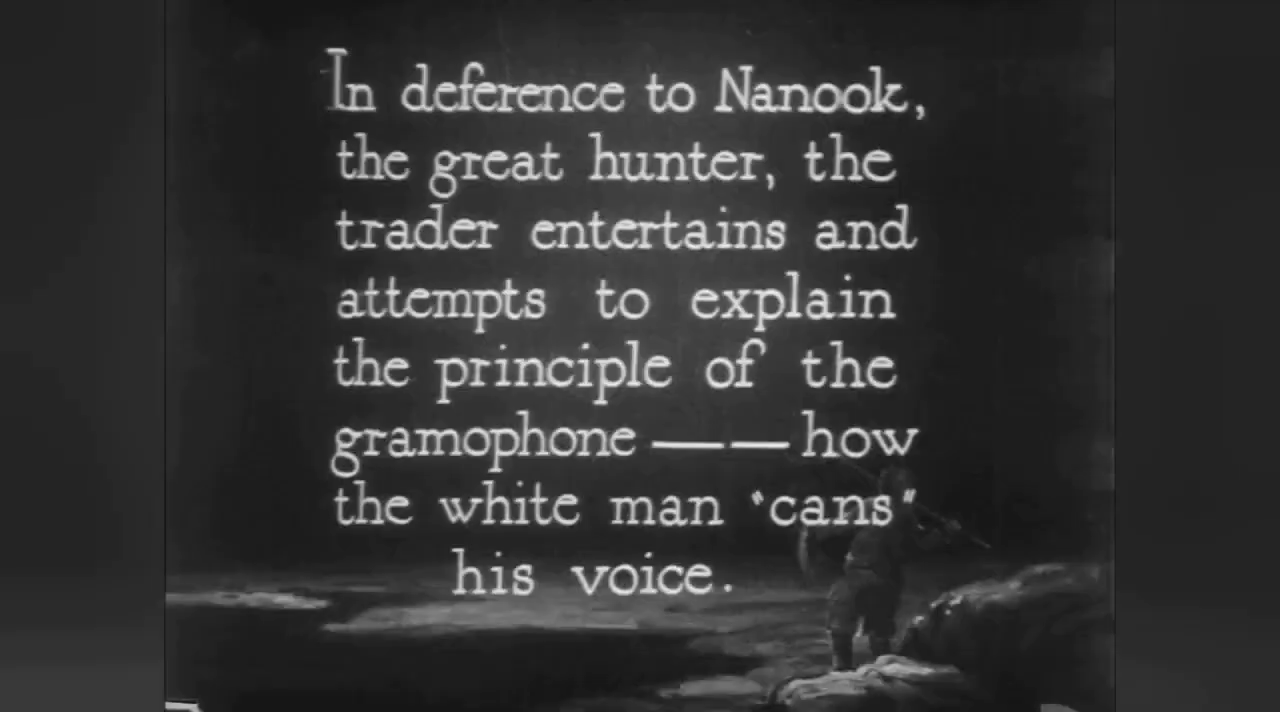 In deference to Nanook,
the great hunter, the
trader entertains and
attempts to explain
the principle of the
gramophone — — how
the white man "cans"
his voice.